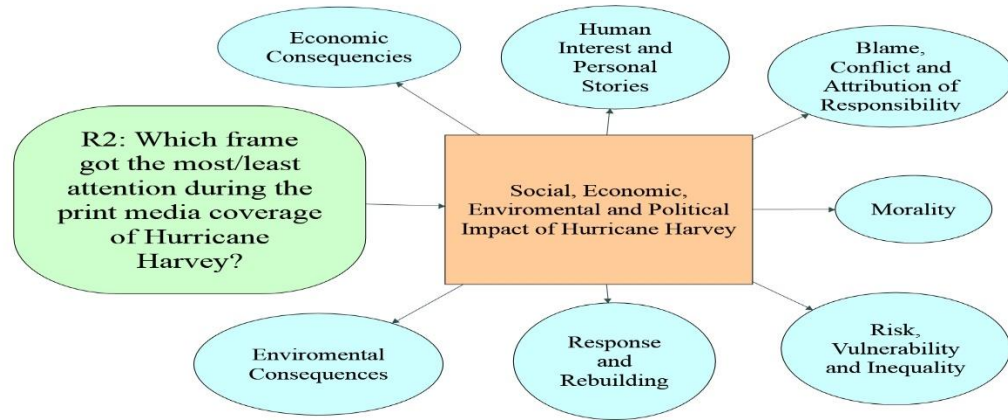 Economic
Consequencies
Human
Interest and
Personal
Stories
Blame,
Conflict and
Attribution of
Responsibility
R2: Which frame
got the most/least
attention during the
print media coverage
of Hurricane
Harvey?
Social, Economic,
Enviromental and Political
Impact of Hurricane Harvey
Morality
Enviromental
Consequences
Response
and
Rebuilding
Risk,
Vulnerability
and Inequality